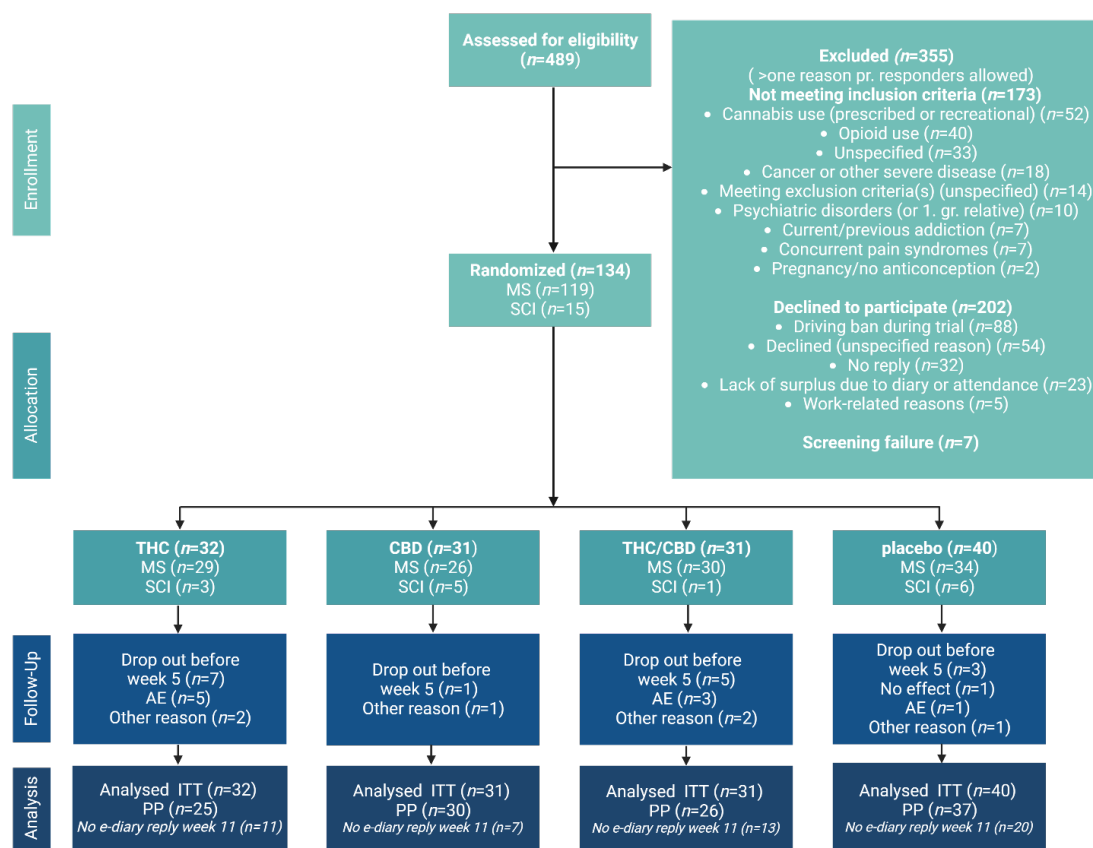 Assessed for eligibility
(n=489)
Excluded (n=355)
( >one reason pr. responders allowed)
Not meeting inclusion criteria (n=173)
• Cannabis use (prescribed or recreational) (n=52)
• Opioid use (n=40)
• Unspecified (n=33)
• Cancer or other severe disease (n=18)
• Meeting exclusion criteria(s) (unspecified) (n=14)
• Psychiatric disorders (or 1. gr. relative) (n=10)
• Current/previous addiction (n=7)
• Concurrent pain syndromes (n=7)
• Pregnancy/no anticonception (n=2)
Declined to participate (n=202)
• Driving ban during trial (n=88)
• Declined (unspecified reason) (n=54)
• No reply (n=32)
• Lack of surplus due to diary or attendance (n=23)
• Work-related reasons (n=5)
Screening failure (n=7)
Enrollment
Randomized (n=134)
MS (n=119)
SCI (n=15)
Allocation
THC (n=32)
MS (n=29)
SCI (n=3)
CBD (n=31)
MS (n=26)
SCI (n=5)
THC/CBD (n=31)
MS (n=30)
SCI (n=1)
placebo (n=40)
MS (n=34)
SCI (n=6)
Follow-Up
Drop out before
week 5 (n=7)
AE (n=5)
Other reason (n=2)
Drop out before
week 5 (n=1)
Other reason (n=1)
Drop out before
week 5 (n=5)
AE (n=3)
Other reason (n=2)
Drop out before
week 5 (n=3)
No effect (n=1)
AE (n=1)
Other reason (n=1)
Analysis
Analysed ITT (n=32)
PP (n=25)
No e-diary reply week 11 (n=11)
Analysed ITT (n=31)
PP (n=30)
No e-diary reply week 11 (n=7)
Analysed ITT (n=31)
PP (n=26)
No e-diary reply week 11 (n=13)
Analysed ITT (n=40)
PP (n=37)
No e-diary reply week 11 (n=20)